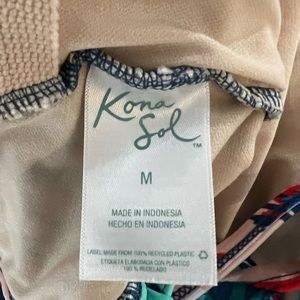 Kona
Sol™
M
MADE IN INDONESIA
HECHO EN INDONESIA
LABEL MADE FROM 100% RECYCLED PLASTIC
ETIQUETA ELABORADA CON PLÁSTICO
100 % RECICLADO